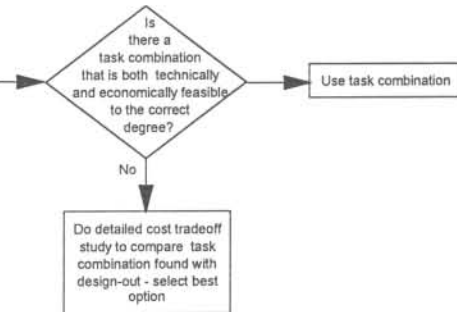 Is
there a
task combination
that is both technically
and economically feasible
to the correct
degree?
Use task combination
No
Do detailed cost tradeoff
study to compare task
combination found with
design-out - select best
option